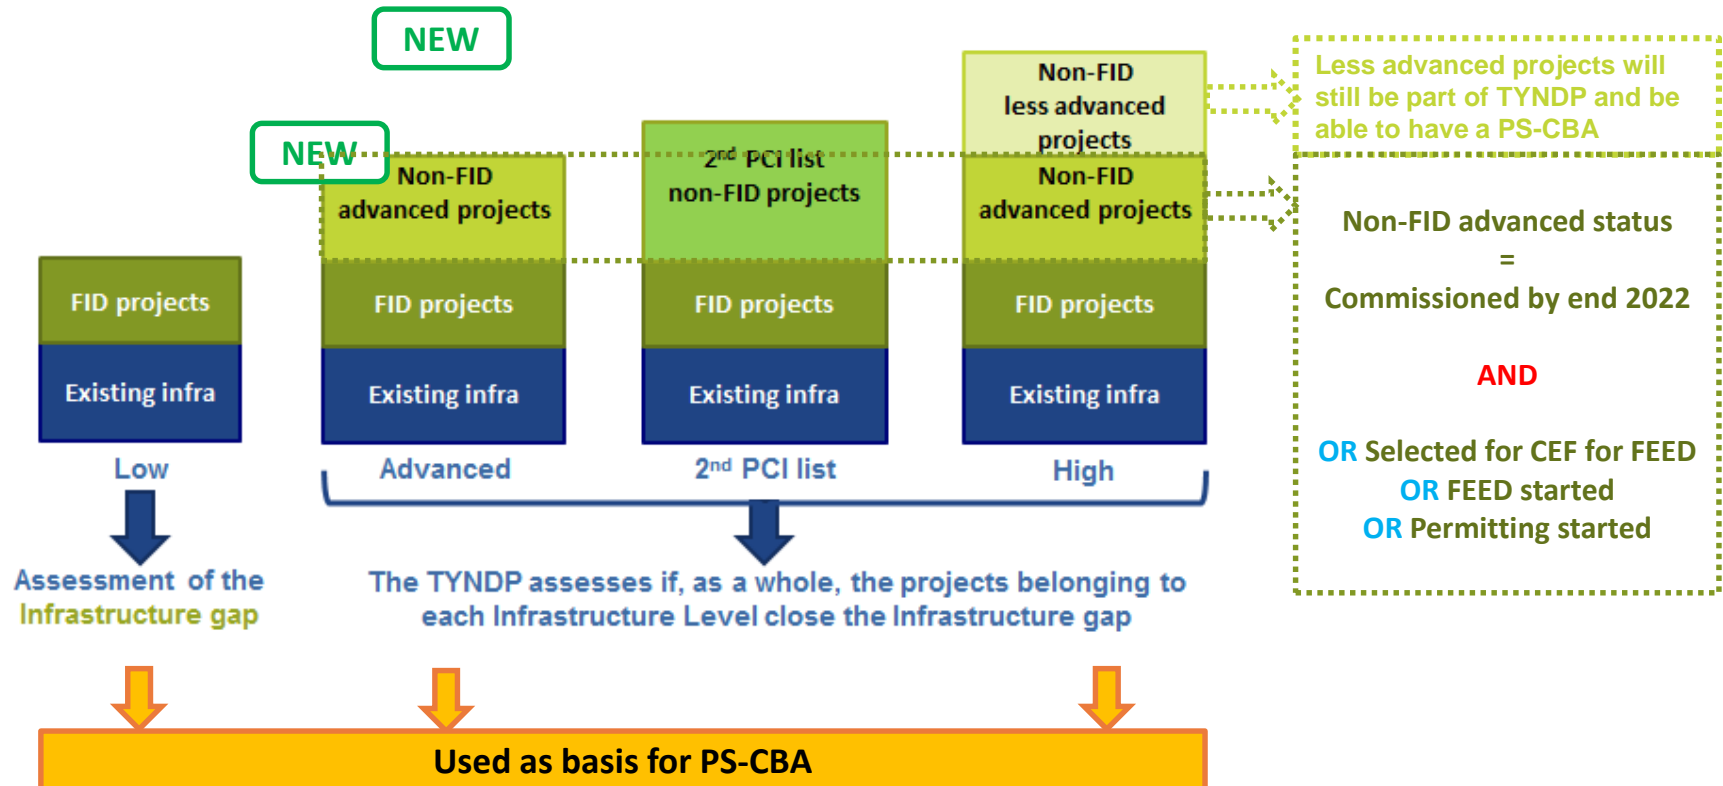 NEW
NEW
Non-FID
less advanced
projects
Non-FID
advanced projects
2nd PCI list
non-FID projects
Non-FID
advanced projects
FID projects
FID projects
FID projects
FID projects
Existing infra
Existing infra
Existing infra
Existing infra
Low
Advanced
2nd PCI list
High
Assessment of the
Infrastructure gap
The TYNDP assesses if, as a whole, the projects belonging to
each Infrastructure Level close the Infrastructure gap
Used as basis for PS-CBA
Less advanced projects will
still be part of TYNDP and be
able to have a PS-CBA
Non-FID advanced status
=
Commissioned by end 2022
AND
OR Selected for CEF for FEED
OR FEED started
OR Permitting started